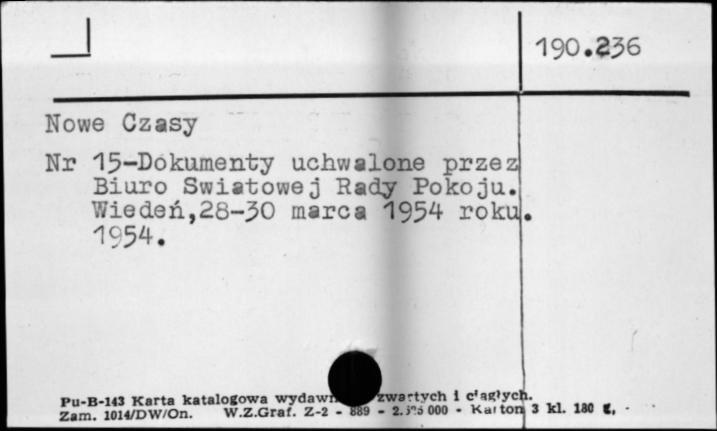 190.236
Nowe Czasy
Nr 15-Dokumenty uchwalone przez
Biuro Swiatowej Rady Pokoju.
Wiedeń,28-30 marca 1954 roku.
1954.
Pu-B-143 Karta katalogowa wydawn zwartych i ciągłych.
Zam. 1014/DW/On. W.Z.Graf. Z-2 - 889 - 000 - Karton 3 kl. 180 g.